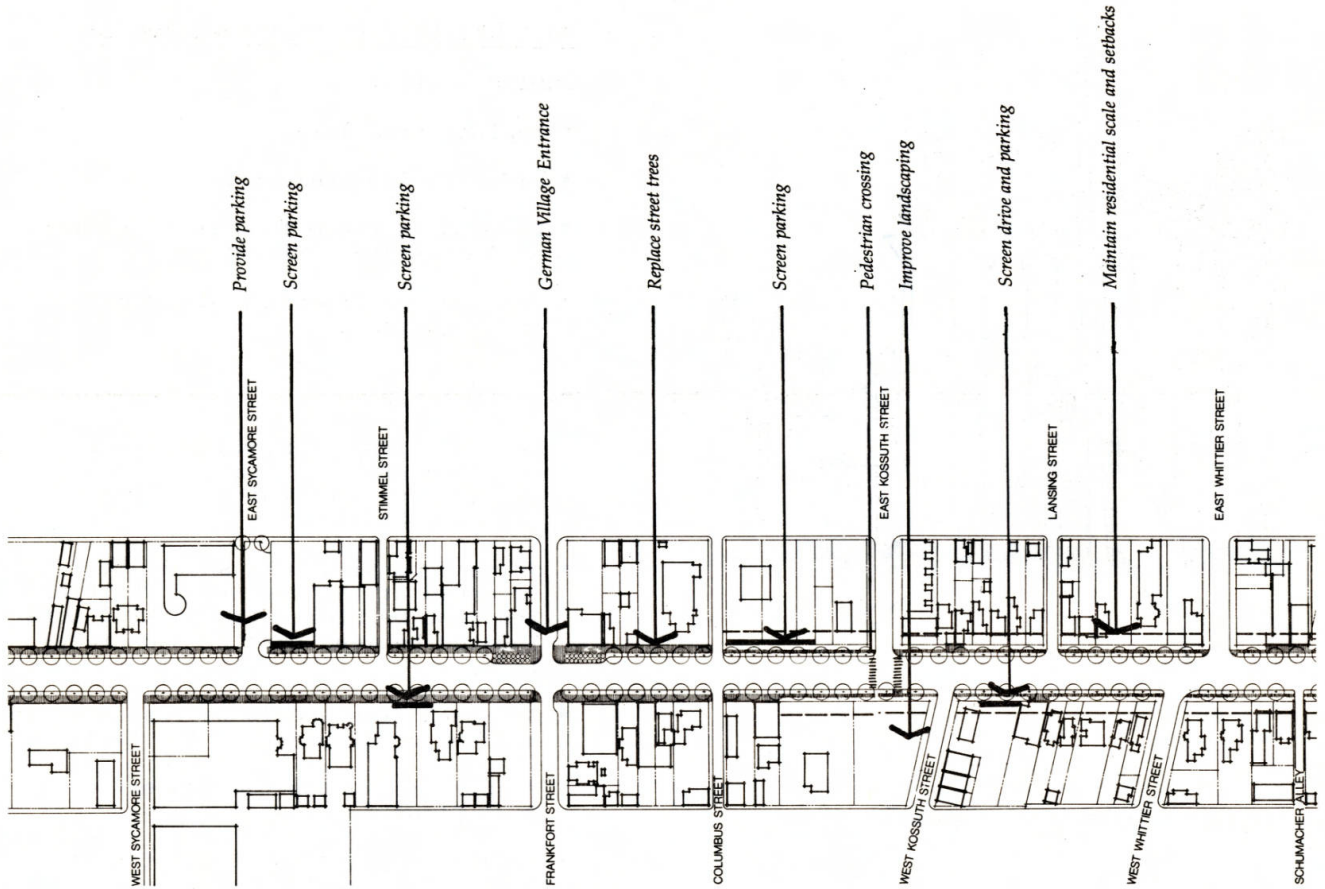 Provide parking
Screen parking
Screen parking
German Village Entrance
Replace street trees
Screen parking
Pedestrian crossing
Improve landscaping
Screen drive and parking
Maintain residential scale and setbacks
EAST SYCAMORE STREET
STIMMEL STREET
EAST KOSSUTH STREET
LANSING STREET
EAST WHITTIER STREET
WEST SYCAMORE STREET
FRANKFORT STREET
COLUMBUS STREET
WEST KOSSUTH STREET
WEST WHITTIER STREET
SCHUMACHER ALLEY